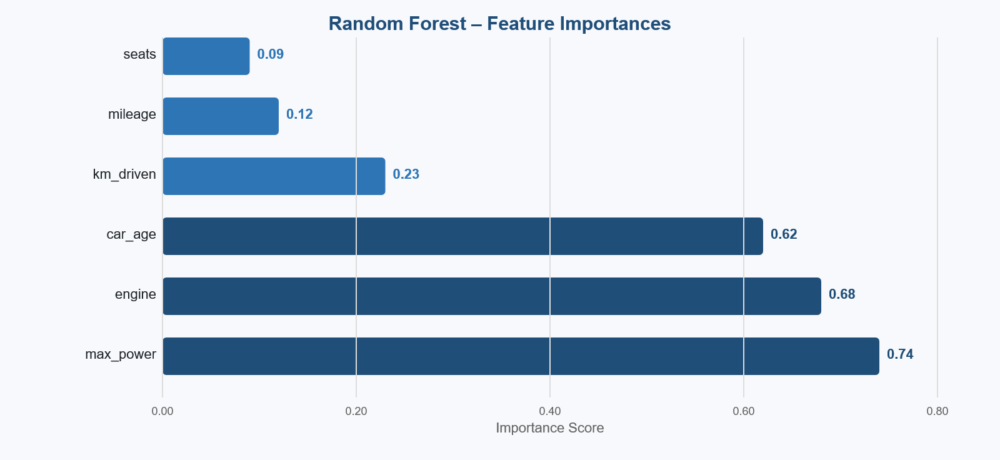 Random Forest – Feature Importances
seats 0.09
mileage 0.12
km_driven 0.23
car_age 0.62
engine 0.68
max_power 0.74
0.00 0.20 0.40 0.60 0.80
Importance Score